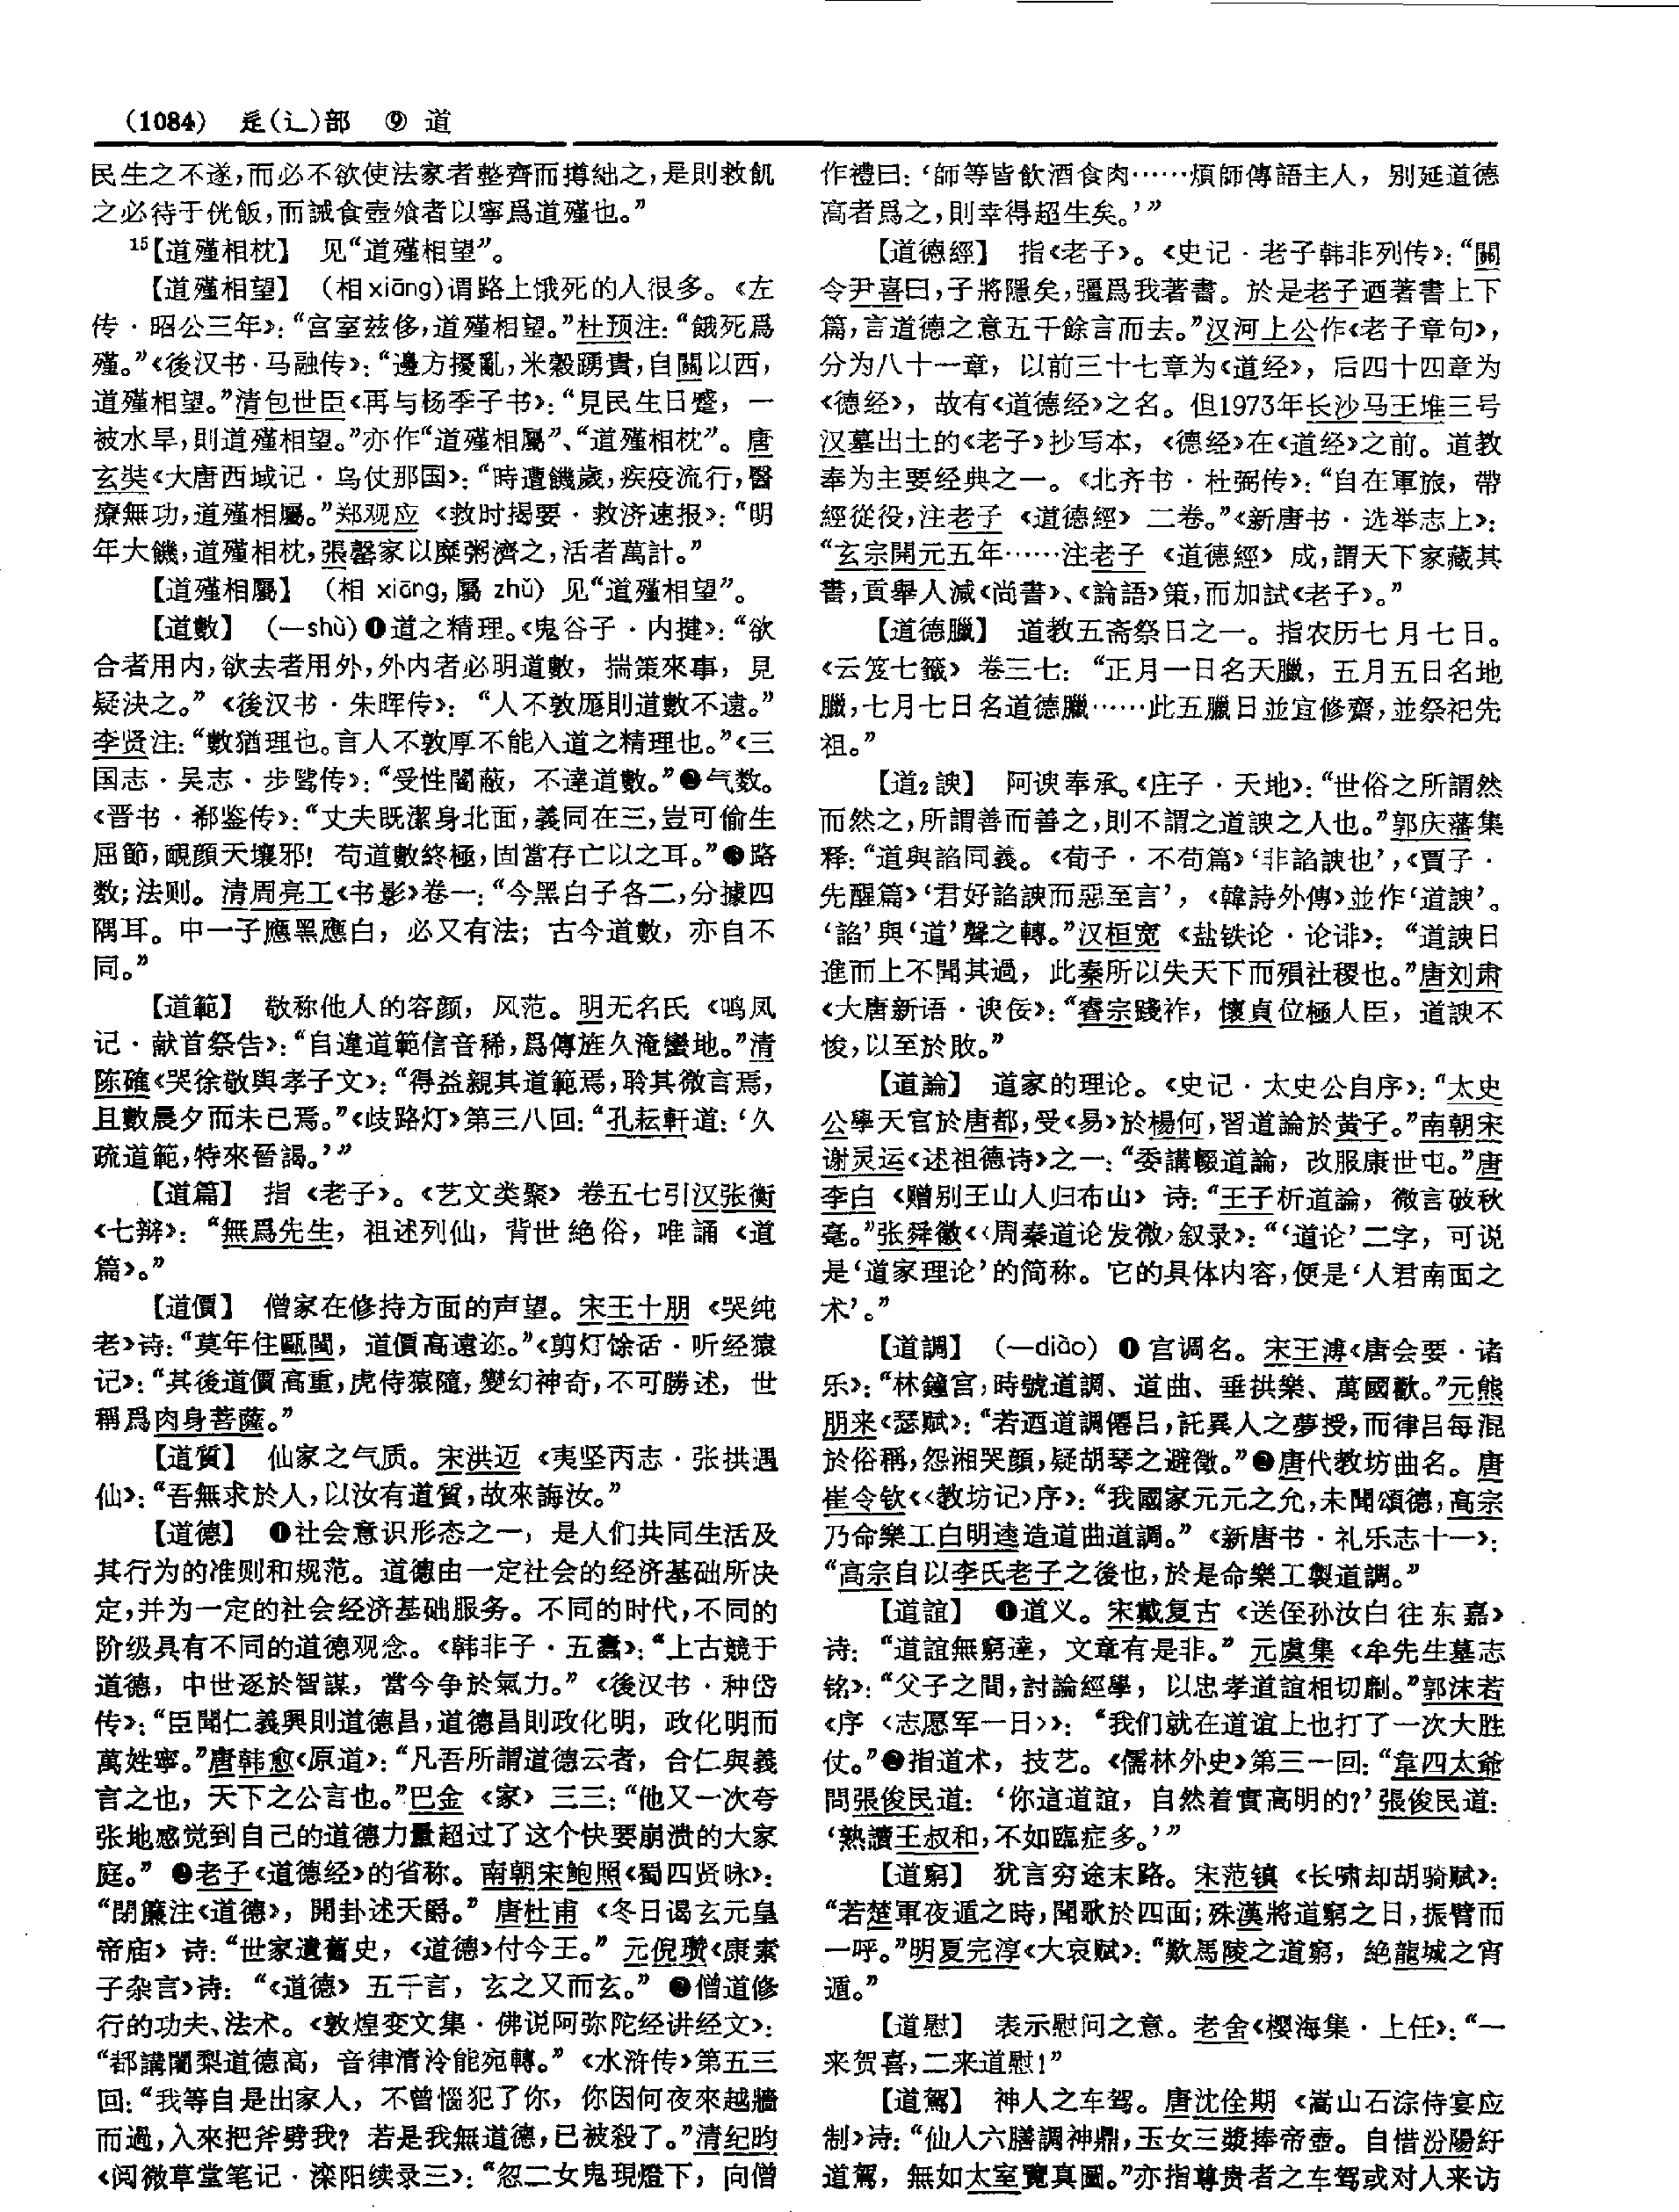 (1084) 辵(辶)部 ⑨ 道
民生之不遂,而必不欲使法家者整齊而撙絀之,是則救飢
之必待于侊飯,而誡食壺飧者以寧爲道殣也。”
15【道殣相枕】 见“道殣相望”。
【道殣相望】 (相xiāng)谓路上饿死的人很多。《左
传·昭公三年》:“宫室兹侈,道殣相望。”杜预注:“餓死爲
殣。”《後汉书·马融传》:“邊方擾亂,米穀踴貴,自關以西,
道殣相望。”清包世臣《再与杨季子书》:“見民生日蹙,一
被水旱,則道殣相望。”亦作“道殣相屬”、“道殣相枕”。唐
玄奘《大唐西域记·乌仗那国》:“時遭饑歲,疾疫流行,醫
療無功,道殣相屬。”郑观应《救时揭要·救济速报》:“明
年大饑,道殣相枕,張罄家以糜粥濟之,活者萬計。”
【道殣相屬】 (相 xiāng,屬 zhǔ) 见“道殣相望”。
【道數】 (—shù)❶道之精理。《鬼谷子·内揵》:“欲
合者用内,欲去者用外,外内者必明道數,揣策來事,見
疑決之。”《後汉书·朱晖传》:“人不敦厖則道數不遠。”
李贤注:“數猶理也。言人不敦厚不能入道之精理也。”《三
国志·吴志·步骘传》:“受性闇蔽,不達道數。”❷气数。
《晋书·郗鉴传》:“丈夫既潔身北面,義同在三,豈可偷生
屈節,靦顔天壤邪!苟道數終極,固當存亡以之耳。”❸路
数;法则。清周亮工《书影》卷一:“今黑白子各二,分據四
隅耳。中一子應黑應白,必又有法;古今道數,亦自不
同。”
【道範】 敬称他人的容颜,风范。明无名氏《鸣凤
记·献首祭告》:“自違道範信音稀,爲傳旌久淹蠻地。”清
陈確《哭徐敬舆孝子文》:“得益親其道範焉,聆其微言焉,
且數晨夕而未已焉。”《歧路灯》第三八回:“孔耘軒道:‘久
疏道範,特來晉謁。’”
【道篇】 指《老子》。《艺文类聚》卷五七引汉张衡
《七辩》:“無爲先生,祖述列仙,背世絶俗,唯誦《道
篇》。”
【道價】 僧家在修持方面的声望。宋王十朋《哭纯
老》诗:“莫年住甌閩,道價高遠迩。”《剪灯馀话·听经猿
记》:“其後道價高重,虎侍猿隨,變幻神奇,不可勝述,世
稱爲肉身菩薩。”
【道質】 仙家之气质。宋洪迈《夷坚丙志·张拱遇
仙》:“吾無求於人,以汝有道質,故來誨汝。”
【道德】 ❶社会意识形态之一,是人们共同生活及
其行为的准则和规范。道德由一定社会的经济基础所决
定,并为一定的社会经济基础服务。不同的时代,不同的
阶级具有不同的道德观念。《韩非子·五蠹》:“上古競于
道德,中世逐於智謀,當今争於氣力。”《後汉书·种岱
传》:“臣聞仁義興則道德昌,道德昌則政化明,政化明而
萬姓寧。”唐韩愈《原道》:“凡吾所謂道德云者,合仁與義
言之也,天下之公言也。”巴金《家》三三:“他又一次夸
张地感觉到自己的道德力量超过了这个快要崩溃的大家
庭。”❷老子《道德经》的省称。南朝宋鲍照《蜀四贤咏》:
“閉簾注《道德》,開卦述天爵。”唐杜甫《冬日谒玄元皇
帝庙》诗:“世家遺舊史,《道德》付今王。”元倪瓒《康素
子杂言》诗:“《道德》五千言,玄之又而玄。”❸僧道修
行的功夫、法术。《敦煌变文集·佛说阿弥陀经讲经文》:
“都講闍梨道德高,音律清泠能宛轉。”《水浒传》第五三
回:“我等自是出家人,不曾惱犯了你,你因何夜來越牆
而過,入來把斧劈我?若是我無道德,已被殺了。”清纪昀
《阅微草堂笔记·滦阳续录三》:“忽二女鬼現燈下,向僧
作禮曰:‘師等皆飲酒食肉……煩師傳語主人,别延道德
高者爲之,則幸得超生矣。’”
【道德經】 指《老子》。《史记·老子韩非列传》:“關
令尹喜曰,子將隱矣,彊爲我著書。於是老子迺著書上下
篇,言道德之意五千餘言而去。”汉河上公作《老子章句》,
分为八十一章,以前三十七章为《道经》,后四十四章为
《德经》,故有《道德经》之名。但1973年长沙马王堆三号
汉墓出土的《老子》抄写本,《德经》在《道经》之前。道教
奉为主要经典之一。《北齐书·杜弼传》:“自在軍旅,帶
經從役,注老子《道德經》二卷。”《新唐书·选举志上》:
“玄宗開元五年……注老子《道德經》成,謂天下家藏其
書,貢舉人減《尚書》、《論語》策,而加試《老子》。”
【道德臘】 道教五斋祭日之一。指农历七月七日。
《云笈七籤》卷三七:“正月一日名天臘,五月五日名地
臘,七月七日名道德臘……此五臘日並宜修齋,並祭祀先
祖。”
【道₂諛】 阿谀奉承。《庄子·天地》:“世俗之所謂然
而然之,所謂善而善之,則不謂之道諛之人也。”郭庆藩集
释:“道與諂同義。《荀子·不苟篇》‘非諂諛也’,《賈子·
先醒篇》‘君好諂諛而惡至言’,《韓詩外傳》並作‘道諛’。
‘諂’與‘道’聲之轉。”汉桓宽《盐铁论·论诽》:“道諛日
進而上不聞其過,此秦所以失天下而殞社稷也。”唐刘肃
《大唐新语·谀佞》:“睿宗踐祚,懷貞位極人臣,道諛不
悛,以至於敗。”
【道論】 道家的理论。《史记·太史公自序》:“太史
公學天官於唐都,受《易》於楊何,習道論於黄子。”南朝宋
谢灵运《述祖德诗》之一:“委講輟道論,改服康世屯。”唐
李白《赠别王山人归布山》诗:“王子析道論,微言破秋
毫。”张舜徽《〈周秦道论发微〉叙录》:“‘道论’二字,可说
是‘道家理论’的简称。它的具体内容,便是‘人君南面之
术’。”
【道調】 (—diào) ❶宫调名。宋王溥《唐会要·诸
乐》:“林鐘宫,時號道調、道曲、垂拱樂、萬國歡。”元熊
朋来《瑟赋》:“若迺道調僊吕,託異人之夢授,而律吕每混
於俗稱,怨湘哭顔,疑胡琴之避徵。”❷唐代教坊曲名。唐
崔令钦《〈教坊记〉序》:“我國家元元之允,未聞頌德,高宗
乃命樂工白明逵造道曲道調。”《新唐书·礼乐志十一》:
“高宗自以李氏老子之後也,於是命樂工製道調。”
【道誼】 ❶道义。宋戴复古《送侄孙汝白往东嘉》
诗:“道誼無窮達,文章有是非。”元虞集《牟先生墓志
铭》:“父子之間,討論經學,以忠孝道誼相切劘。”郭沫若
《序〈志愿军一日〉》:“我们就在道谊上也打了一次大胜
仗。”❷指道术,技艺。《儒林外史》第三一回:“韋四太爺
問張俊民道:‘你這道誼,自然着實高明的?’張俊民道:
‘熟讀王叔和,不如臨症多。’”
【道窮】 犹言穷途末路。宋范镇《长啸却胡骑赋》:
“若楚軍夜遁之時,聞歌於四面;殊漢將道窮之日,振臂而
一呼。”明夏完淳《大哀赋》:“歎馬陵之道窮,絶龍城之宵
遁。”
【道慰】 表示慰问之意。老舍《樱海集·上任》:“一
来贺喜,二来道慰!”
【道駕】 神人之车驾。唐沈佺期《嵩山石淙侍宴应
制》诗:“仙人六膳調神鼎,玉女三漿捧帝壺。自惜汾陽紆
道駕,無如太室覽真圖。”亦指尊贵者之车驾或对人来访